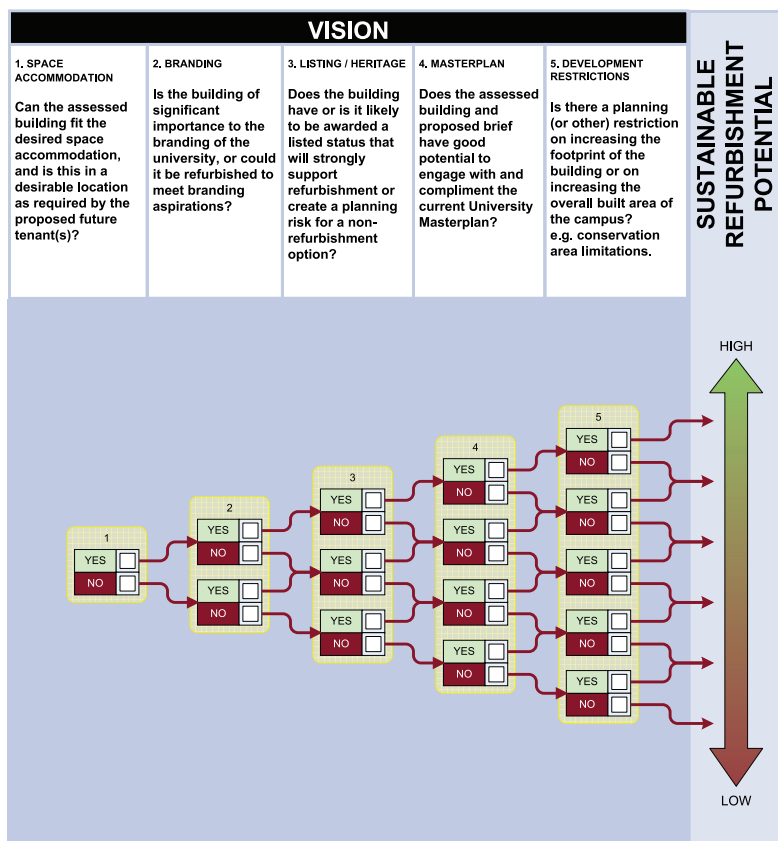 VISION
1. SPACE
ACCOMMODATION
Can the assessed
building fit the
desired space
accommodation,
and is this in a
desirable location
as required by the
proposed future
tenant(s)?
2. BRANDING
Is the building of
significant
importance to the
branding of the
university, or could
it be refurbished to
meet branding
aspirations?
3. LISTING / HERITAGE
Does the building
have or is it likely
to be awarded a
listed status that
will strongly
support
refurbishment or
create a planning
risk for a non-
refurbishment
option?
4. MASTERPLAN
Does the assessed
building and
proposed brief
have good
potential to
engage with and
compliment the
current University
Masterplan?
5. DEVELOPMENT
RESTRICTIONS
Is there a planning
(or other) restriction
on increasing the
footprint of the
building or on
increasing the
overall built area of
the campus?
e.g. conservation
area limitations.
SUSTAINABLE
REFURBISHMENT
POTENTIAL
1
YES
NO
2
YES
NO
YES
NO
3
YES
NO
YES
NO
YES
NO
4
YES
NO
YES
NO
YES
NO
YES
NO
5
YES
NO
YES
NO
YES
NO
YES
NO
YES
NO
HIGH
LOW